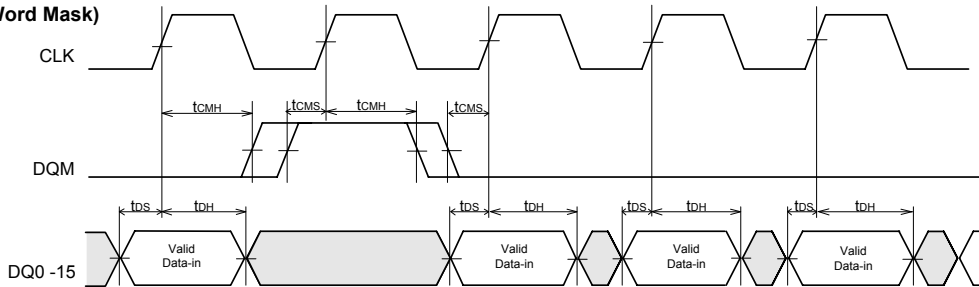 Word Mask)
CLK
tCMH tCMS tCMH tCMS
DQM
tDS tDH tDS tDH tDS tDH tDS tDH
DQ0 -15
Valid Data-in
Valid Data-in
Valid Data-in
Valid Data-in